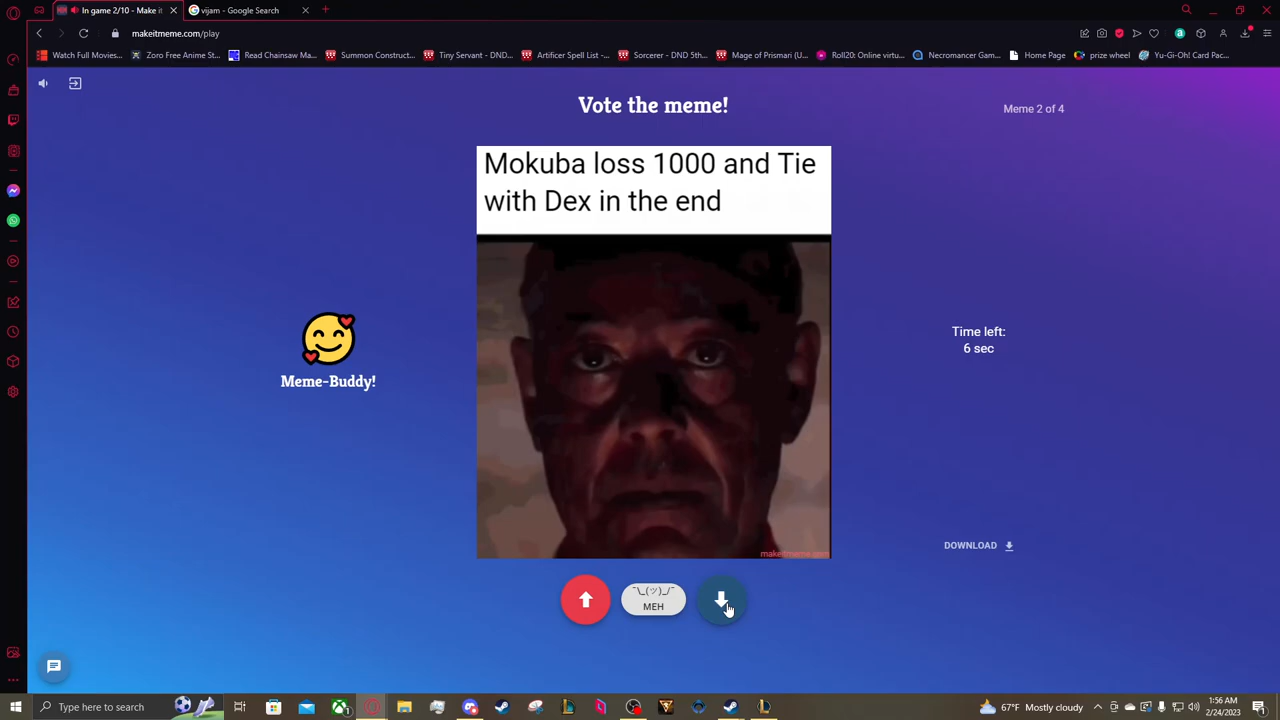 In game 2/10 - Make it
vijam - Google Search
makeitmeme.com/play
Watch Full Movies...
Zoro Free Anime St...
Read Chainsaw Ma...
Summon Construct...
Tiny Servant - DND...
Artificer Spell List -...
Sorcerer - DND 5th...
Mage of Prismari (U...
Roll20: Online virtu...
Necromancer Gam...
Home Page
prize wheel
Yu-Gi-Oh! Card Pac...
Vote the meme!
Meme 2 of 4
Mokuba loss 1000 and Tie
with Dex in the end
Meme-Buddy!
Time left:
6 sec
makeitmeme.com
DOWNLOAD
¯\_(ツ)_/¯
MEH
Type here to search
67°F Mostly cloudy
1:56 AM
2/24/2023